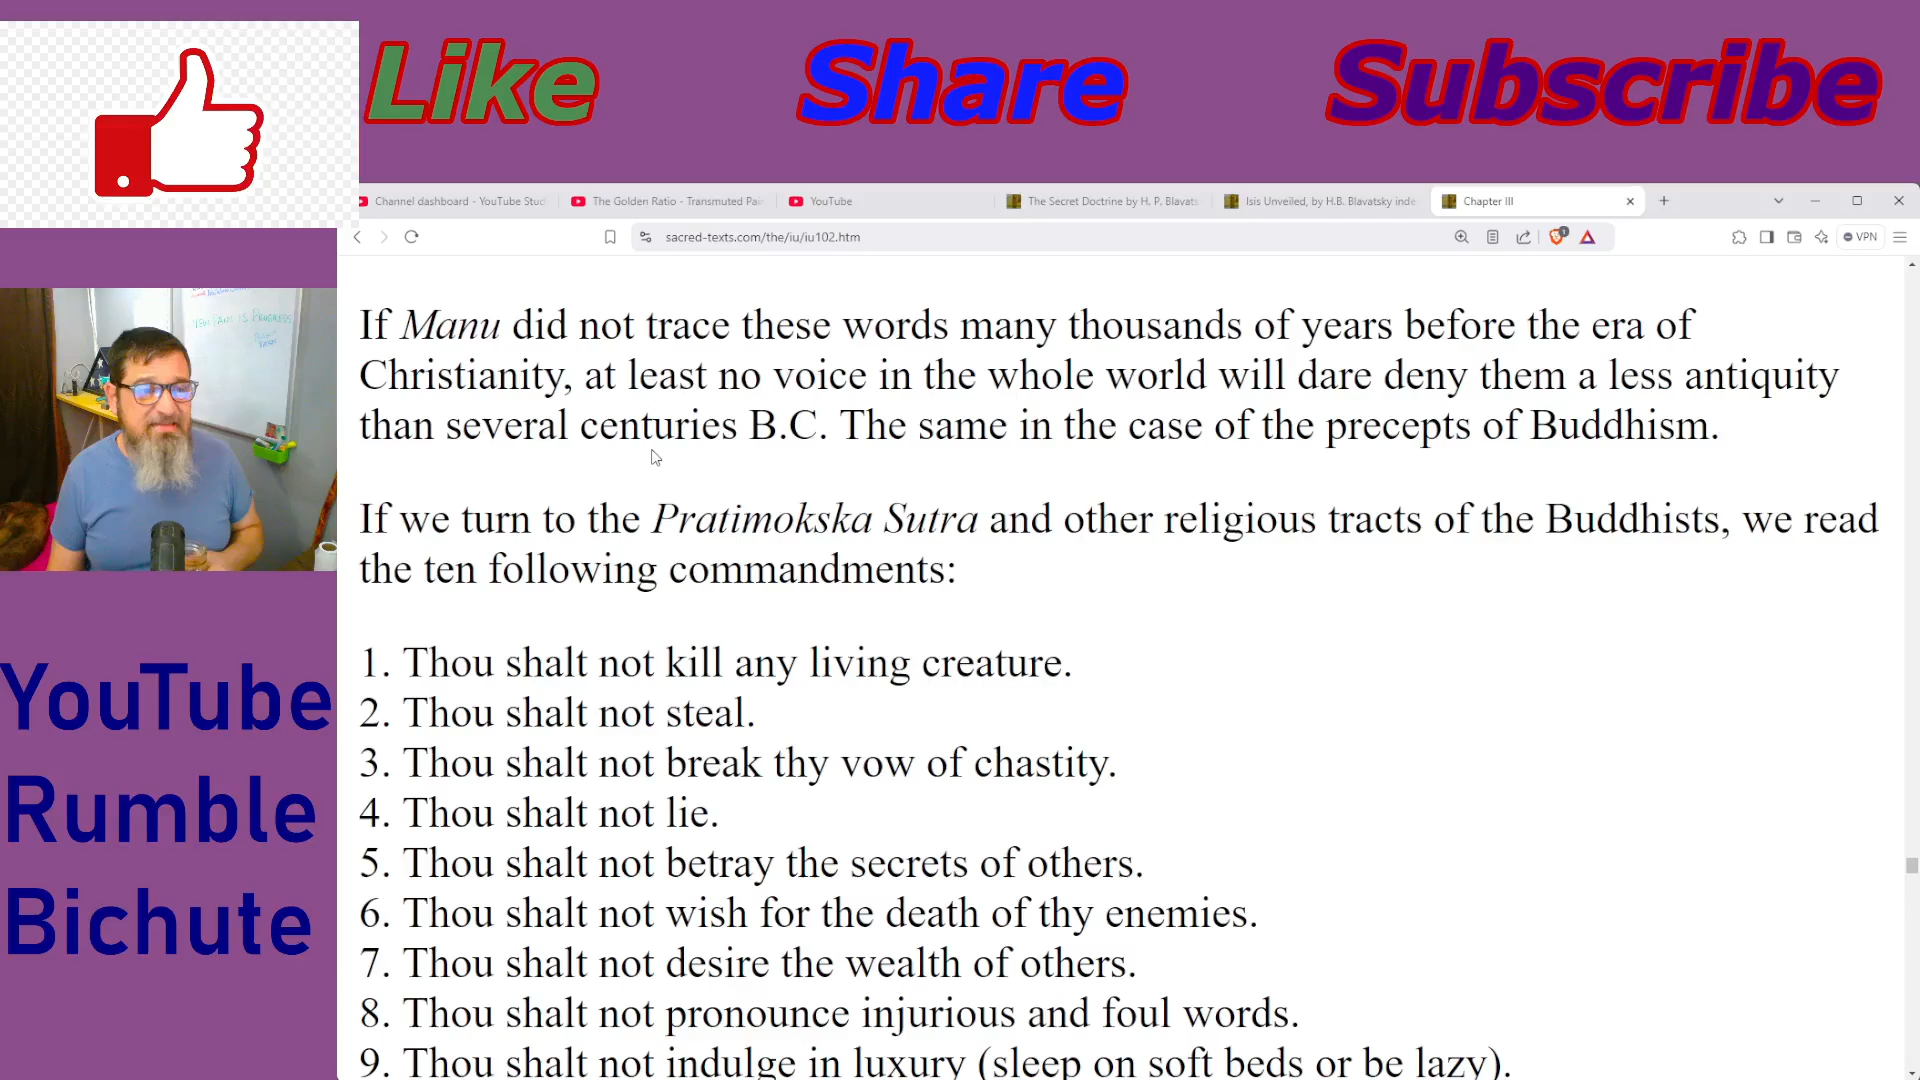 Like Share Subscribe
Channel dashboard - YouTube Stud
The Golden Ratio - Transmuted Pai
YouTube
The Secret Doctrine by H. P. Blavats
Isis Unveiled, by H.B. Blavatsky inde
Chapter III
sacred-texts.com/the/iu/iu102.htm
1
VPN
If Manu did not trace these words many thousands of years before the era of
Christianity, at least no voice in the whole world will dare deny them a less antiquity
than several centuries B.C. The same in the case of the precepts of Buddhism.
If we turn to the Pratimokska Sutra and other religious tracts of the Buddhists, we read
the ten following commandments:
1. Thou shalt not kill any living creature.
2. Thou shalt not steal.
3. Thou shalt not break thy vow of chastity.
4. Thou shalt not lie.
5. Thou shalt not betray the secrets of others.
6. Thou shalt not wish for the death of thy enemies.
7. Thou shalt not desire the wealth of others.
8. Thou shalt not pronounce injurious and foul words.
9. Thou shalt not indulge in luxury (sleep on soft beds or be lazy).
YouTube
Rumble
Bichute